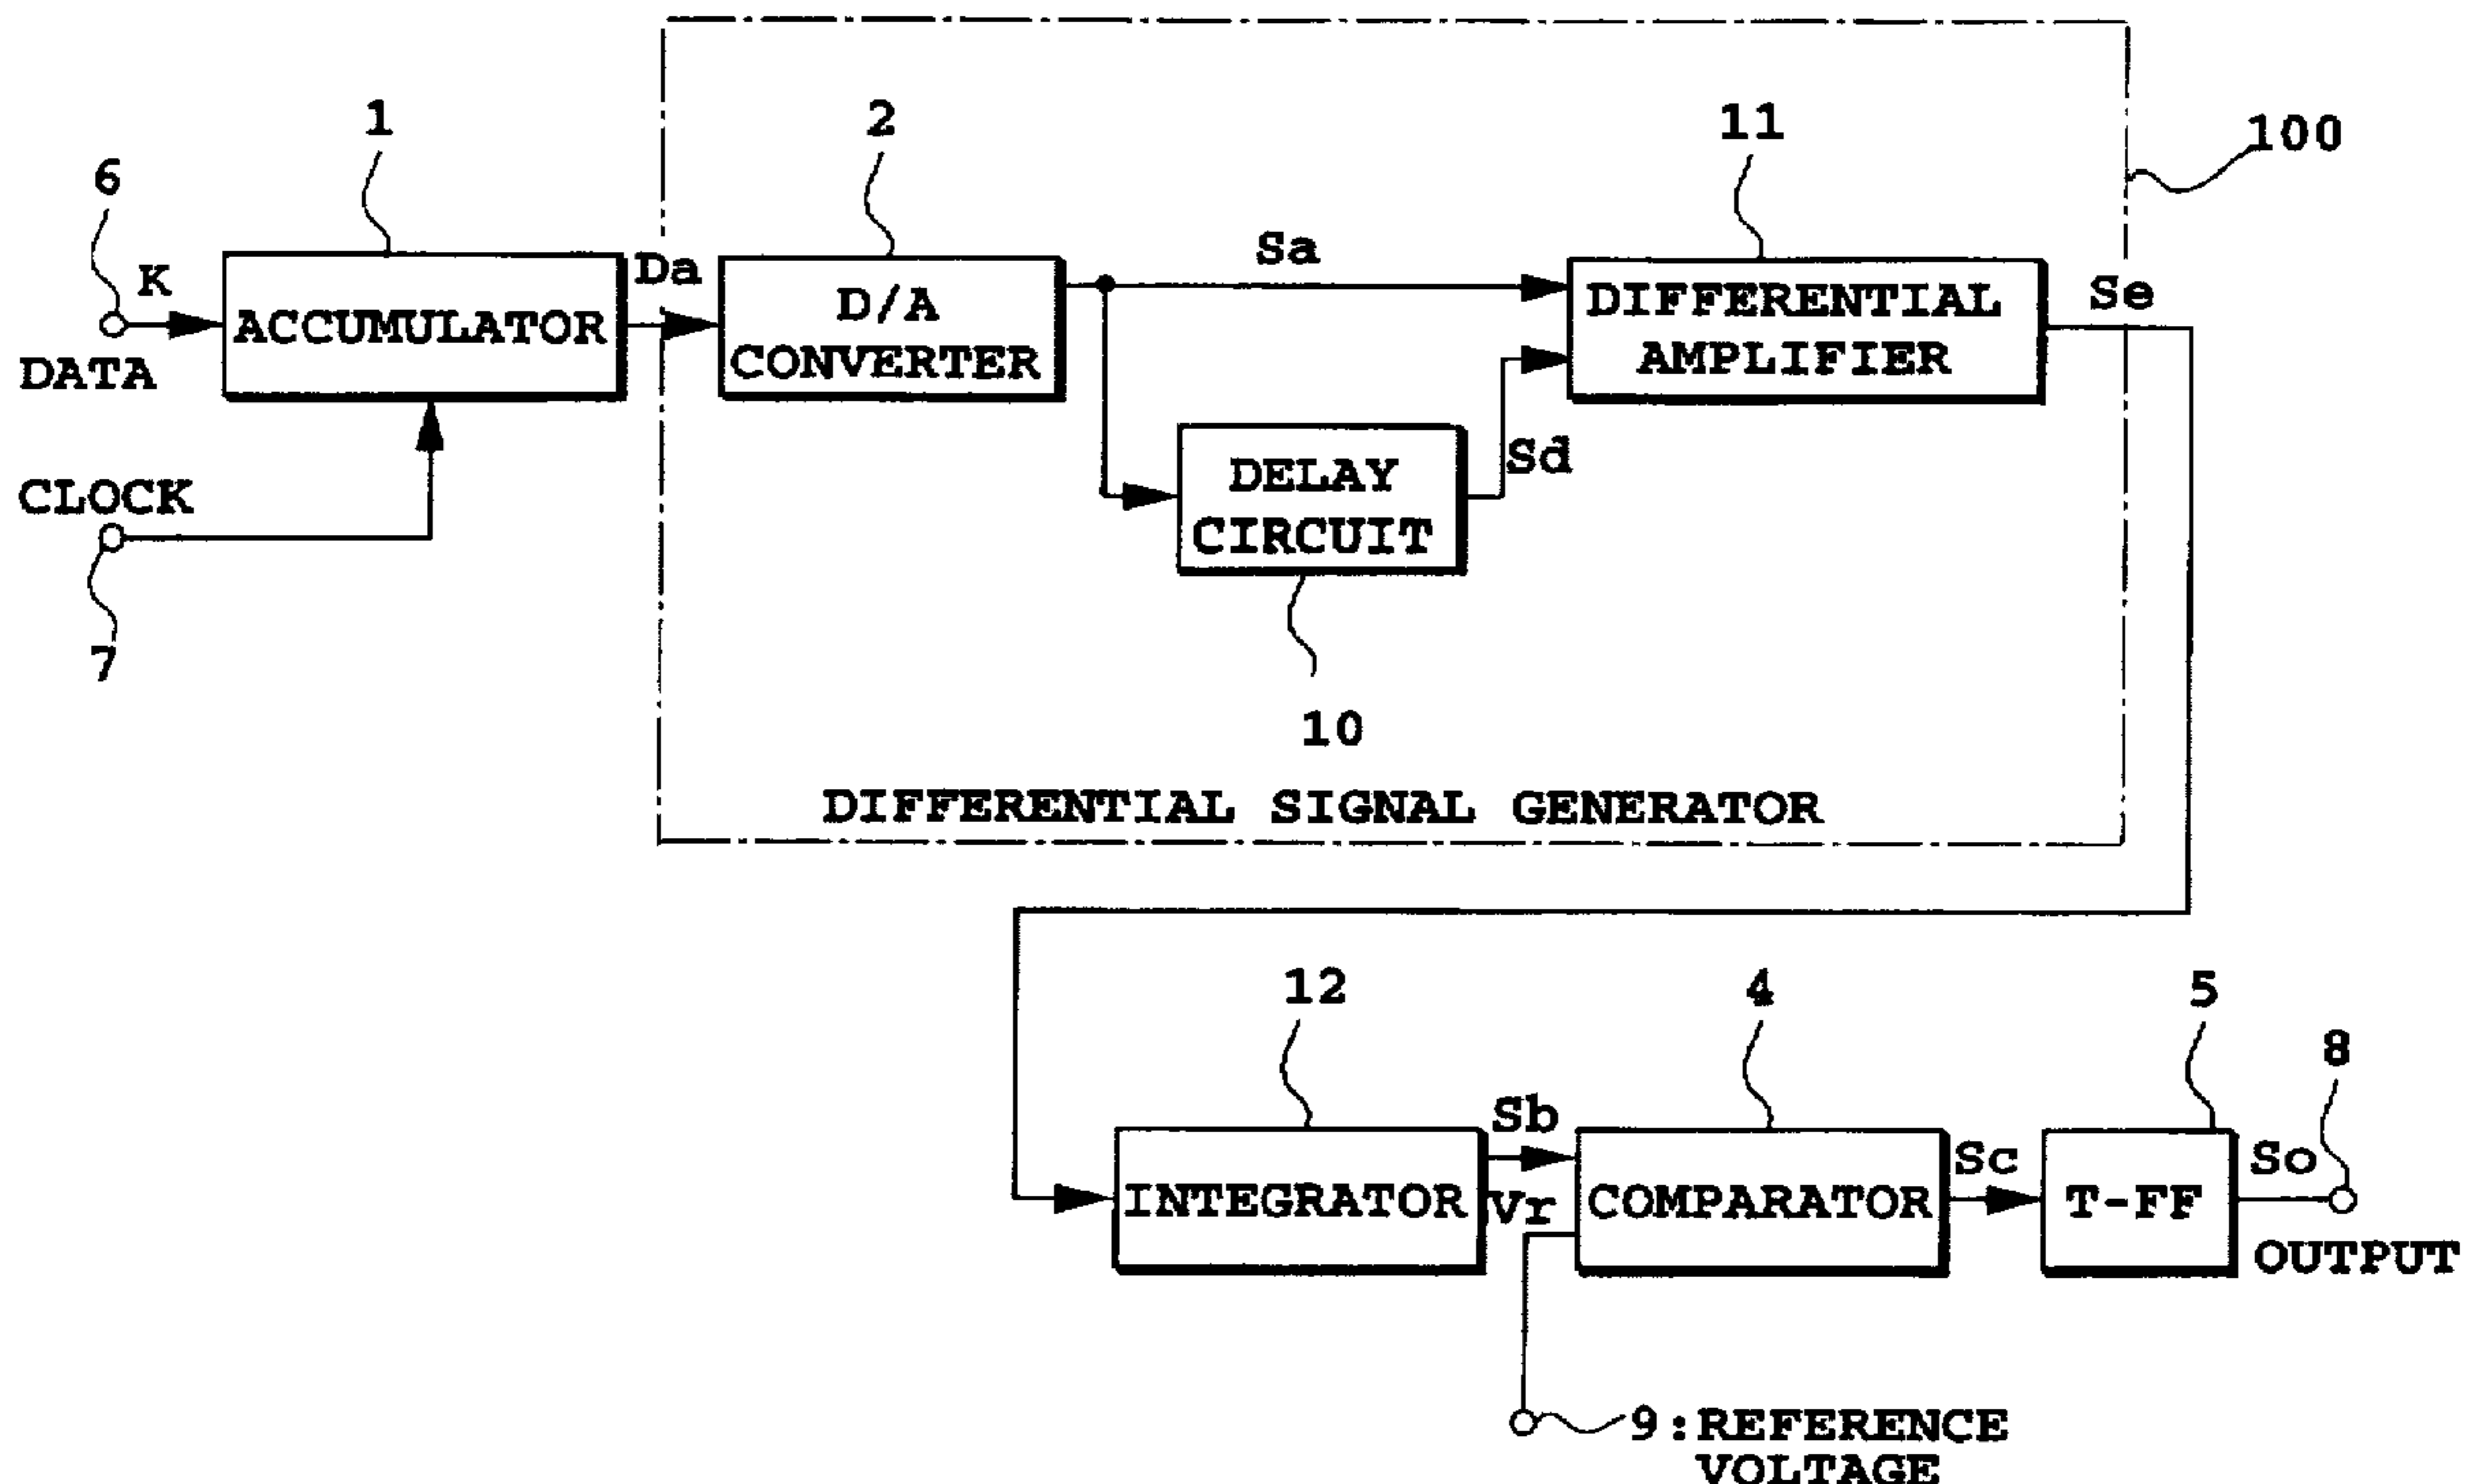 1
2
11
100
6
K
Da
Sa
Se
ACCUMULATOR
D/A
CONVERTER
DIFFERENTIAL
AMPLIFIER
DATA
Sd
DELAY
CIRCUIT
CLOCK
7
10
DIFFERENTIAL SIGNAL GENERATOR
12
4
5
8
Sb
Vr
Sc
So
INTEGRATOR
COMPARATOR
T-FF
OUTPUT
9:REFERENCE
VOLTAGE